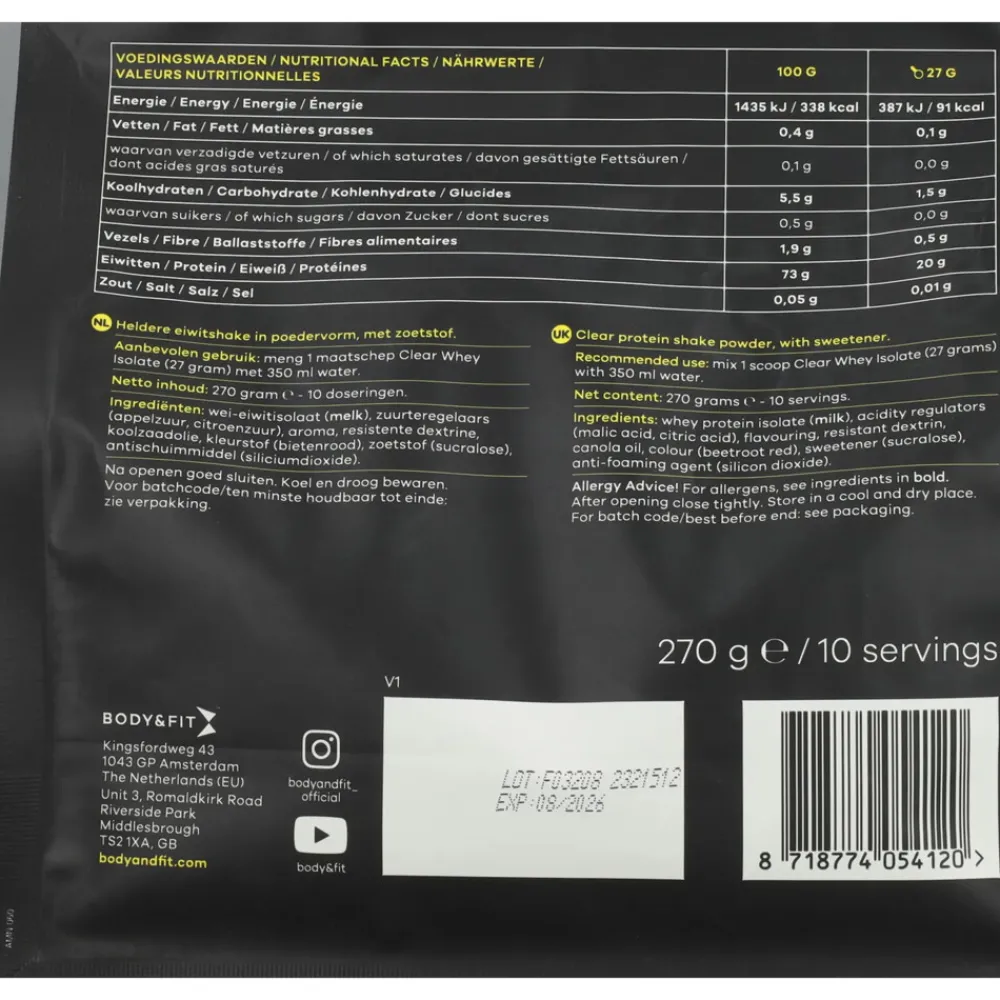 VOEDINGSWAARDEN / NUTRITIONAL FACTS / NÄHRWERTE /
VALEURS NUTRITIONNELLES
100 G
27 G
Energie / Energy / Energie / Énergie
1435 kJ / 338 kcal
387 kJ / 91 kcal
Vetten / Fat / Fett / Matières grasses
0,4 g
0,1 g
waarvan verzadigde vetzuren / of which saturates / davon gesättigte Fettsäuren /
dont acides gras saturés
0,1 g
0,0 g
Koolhydraten / Carbohydrate / Kohlenhydrate / Glucides
5,5 g
1,5 g
waarvan suikers / of which sugars / davon Zucker / dont sucres
0,5 g
0,0 g
Vezels / Fibre / Ballaststoffe / Fibres alimentaires
1,9 g
0,5 g
Eiwitten / Protein / Eiweiß / Protéines
73 g
20 g
Zout / Salt / Salz / Sel
0,05 g
0,01 g
NL Heldere eiwitshake in poedervorm, met zoetstof.
Aanbevolen gebruik: meng 1 maatschep Clear Whey
Isolate (27 gram) met 350 ml water.
Netto inhoud: 270 gram ℮ - 10 doseringen.
Ingrediënten: wei-eiwitisolaat (melk), zuurteregelaars
(appelzuur, citroenzuur), aroma, resistente dextrine,
koolzaadolie, kleurstof (bietenrood), zoetstof (sucralose),
antischuimmiddel (siliciumdioxide).
Na openen goed sluiten. Koel en droog bewaren.
Voor batchcode/ten minste houdbaar tot einde:
zie verpakking.
UK Clear protein shake powder, with sweetener.
Recommended use: mix 1 scoop Clear Whey Isolate (27 grams)
with 350 ml water.
Net content: 270 grams ℮ - 10 servings.
Ingredients: whey protein isolate (milk), acidity regulators
(malic acid, citric acid), flavouring, resistant dextrin,
canola oil, colour (beetroot red), sweetener (sucralose),
anti-foaming agent (silicon dioxide).
Allergy Advice! For allergens, see ingredients in bold.
After opening close tightly. Store in a cool and dry place.
For batch code/best before end: see packaging.
270 g ℮ / 10 servings
V1
BODY&FIT
Kingsfordweg 43
1043 GP Amsterdam
The Netherlands (EU)
Unit 3, Romaldkirk Road
Riverside Park
Middlesbrough
TS2 1XA, GB
bodyandfit.com
bodyandfit_
official
body&fit
LOT:F03208 2321512
EXP:08/2026
8 718774 054120 >